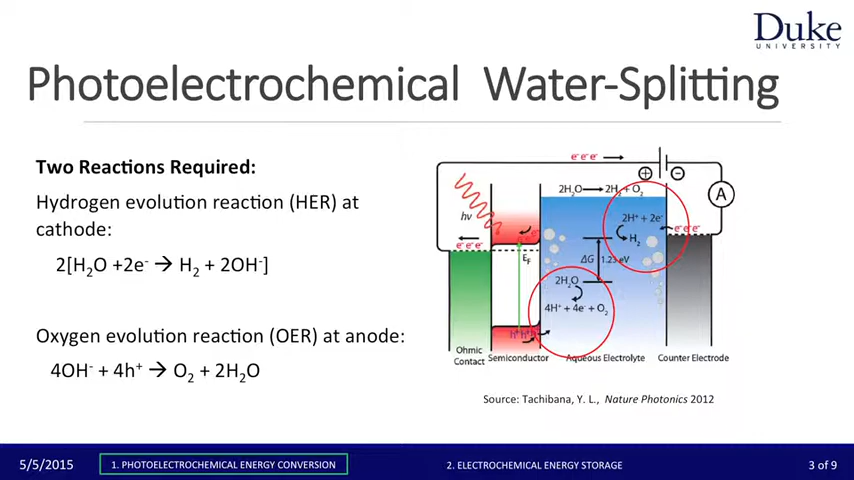 Duke
UNIVERSITY
Photoelectrochemical Water-Splitting
Two Reactions Required:
Hydrogen evolution reaction (HER) at
cathode:
2[H₂O +2e⁻ → H₂ + 2OH⁻]
Oxygen evolution reaction (OER) at anode:
4OH⁻ + 4h⁺ → O₂ + 2H₂O
e⁻e⁻e⁻ →
⊕ ⊖
2H₂O → 2H₂ + O₂
A
hν
2H⁺ + 2e⁻
e⁻e⁻e⁻
H₂
e⁻e⁻e⁻
E_F
ΔG 1.23 eV
2H₂O
4H⁺ + 4e⁻ + O₂
h⁺h⁺h⁺
Ohmic
Contact
Semiconductor
Aqueous Electrolyte
Counter Electrode
Source: Tachibana, Y. L., Nature Photonics 2012
5/5/2015
1. PHOTOELECTROCHEMICAL ENERGY CONVERSION
2. ELECTROCHEMICAL ENERGY STORAGE
3 of 9